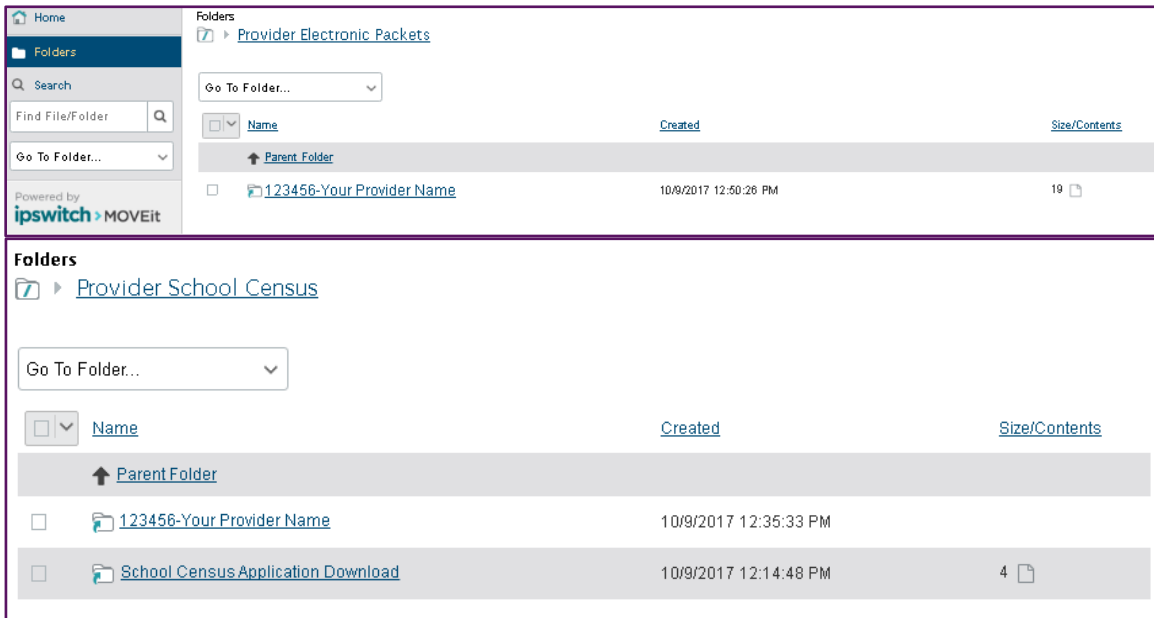 Home
Folders
Search
Find File/Folder
Go To Folder...
Powered by
ipswitch > MOVEit
Folders
Provider Electronic Packets
Go To Folder...
Name Created Size/Contents
Parent Folder
123456-Your Provider Name 10/9/2017 12:50:26 PM 19
Folders
Provider School Census
Go To Folder...
Name Created Size/Contents
Parent Folder
123456-Your Provider Name 10/9/2017 12:35:33 PM
School Census Application Download 10/9/2017 12:14:48 PM 4